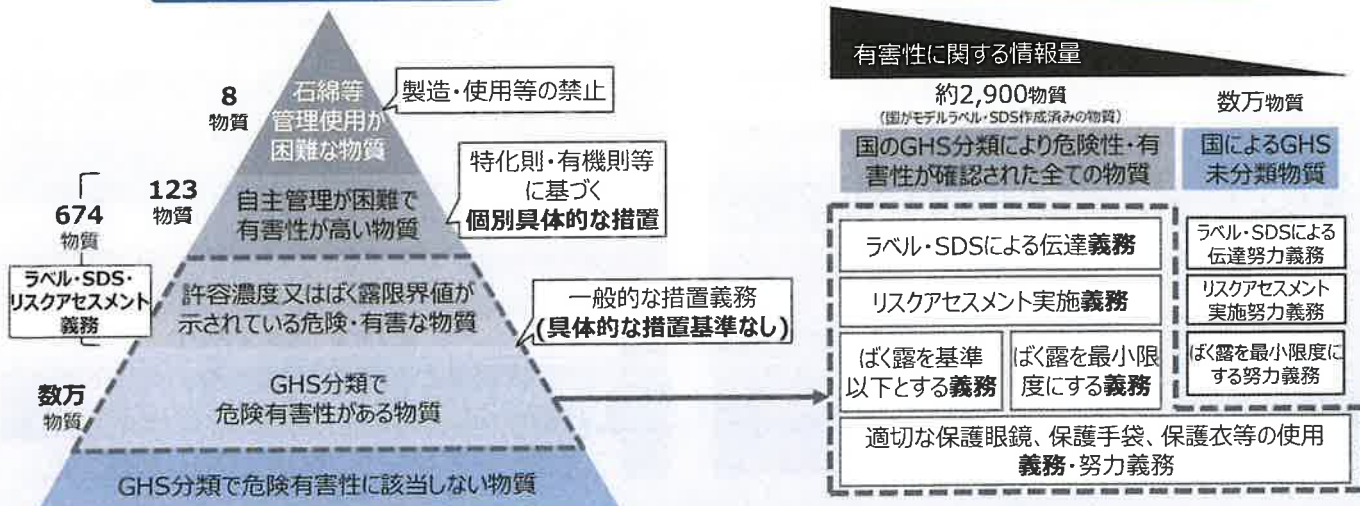 8
物質
石綿等
管理使用が
困難な物質
製造・使用等の禁止
123
物質
自主管理が困難で
有害性が高い物質
特化則・有機則等
に基づく
個別具体的な措置
674
物質
ラベル・SDS・
リスクアセスメント
義務
許容濃度又はばく露限界値が
示されている危険・有害な物質
一般的な措置義務
(具体的な措置基準なし)
数万
物質
GHS分類で
危険有害性がある物質
GHS分類で危険有害性に該当しない物質
有害性に関する情報量
約2,900物質
(国がモデルラベル・SDS作成済みの物質)
数万物質
国のGHS分類により危険性・有
害性が確認された全ての物質
国によるGHS
未分類物質
ラベル・SDSによる伝達義務
ラベル・SDSによる
伝達努力義務
リスクアセスメント実施義務
リスクアセスメント
実施努力義務
ばく露を基準
以下とする義務
ばく露を最小限
度にする義務
ばく露を最小限度に
する努力義務
適切な保護眼鏡、保護手袋、保護衣等の使用
義務・努力義務